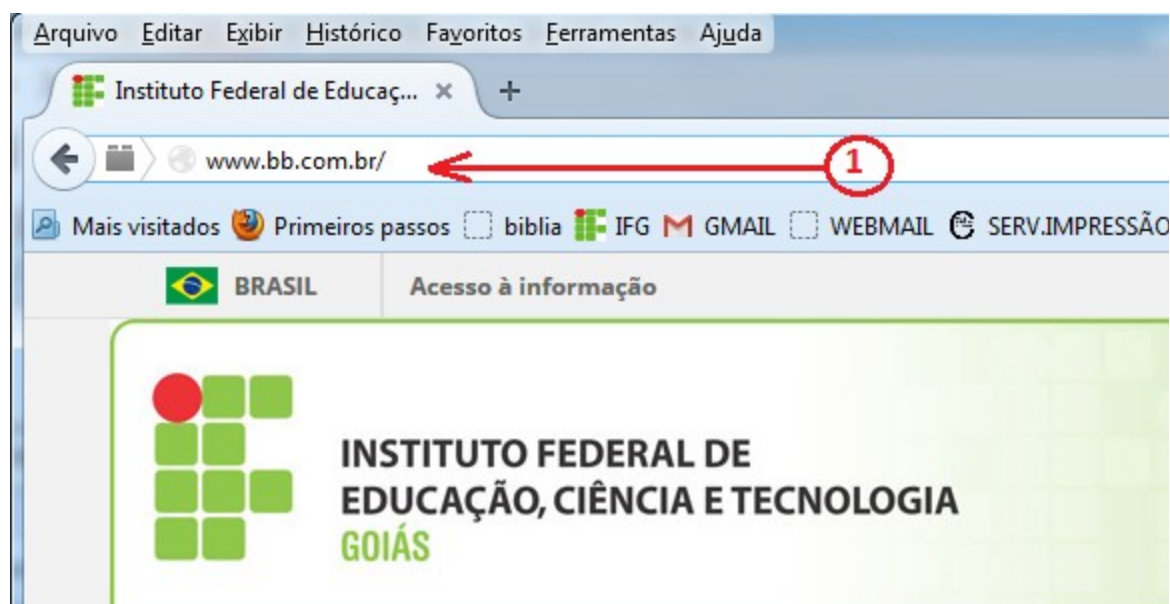 Arquivo Editar Exibir Histórico Favoritos Ferramentas Ajuda
Instituto Federal de Educaç... × +
www.bb.com.br/
1
Mais visitados Primeiros passos biblia IFG GMAIL WEBMAIL SERV.IMPRESSÃO
BRASIL Acesso à informação
INSTITUTO FEDERAL DE
EDUCAÇÃO, CIÊNCIA E TECNOLOGIA
GOIÁS